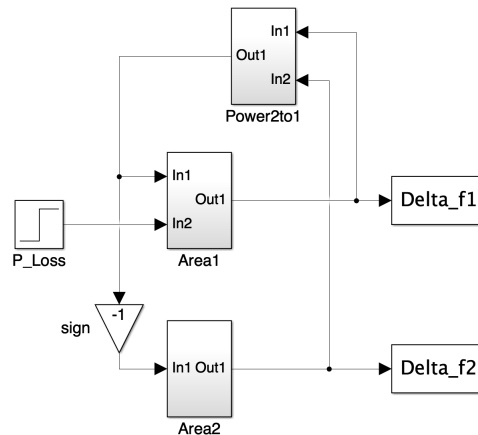 In1
Out1
In2
Power2to1
In1
Out1
In2
Area1
Delta_f1
P_Loss
-1
sign
In1 Out1
Area2
Delta_f2